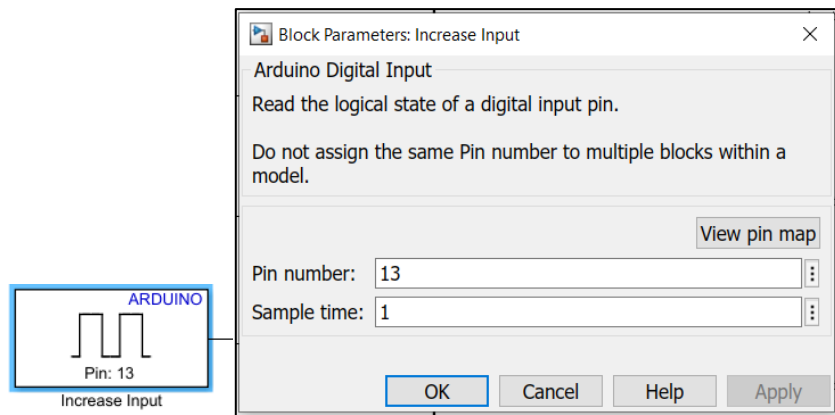 Block Parameters: Increase Input
Arduino Digital Input
Read the logical state of a digital input pin.
Do not assign the same Pin number to multiple blocks within a
model.
View pin map
Pin number: 13
Sample time: 1
OK Cancel Help Apply
ARDUINO
Pin: 13
Increase Input